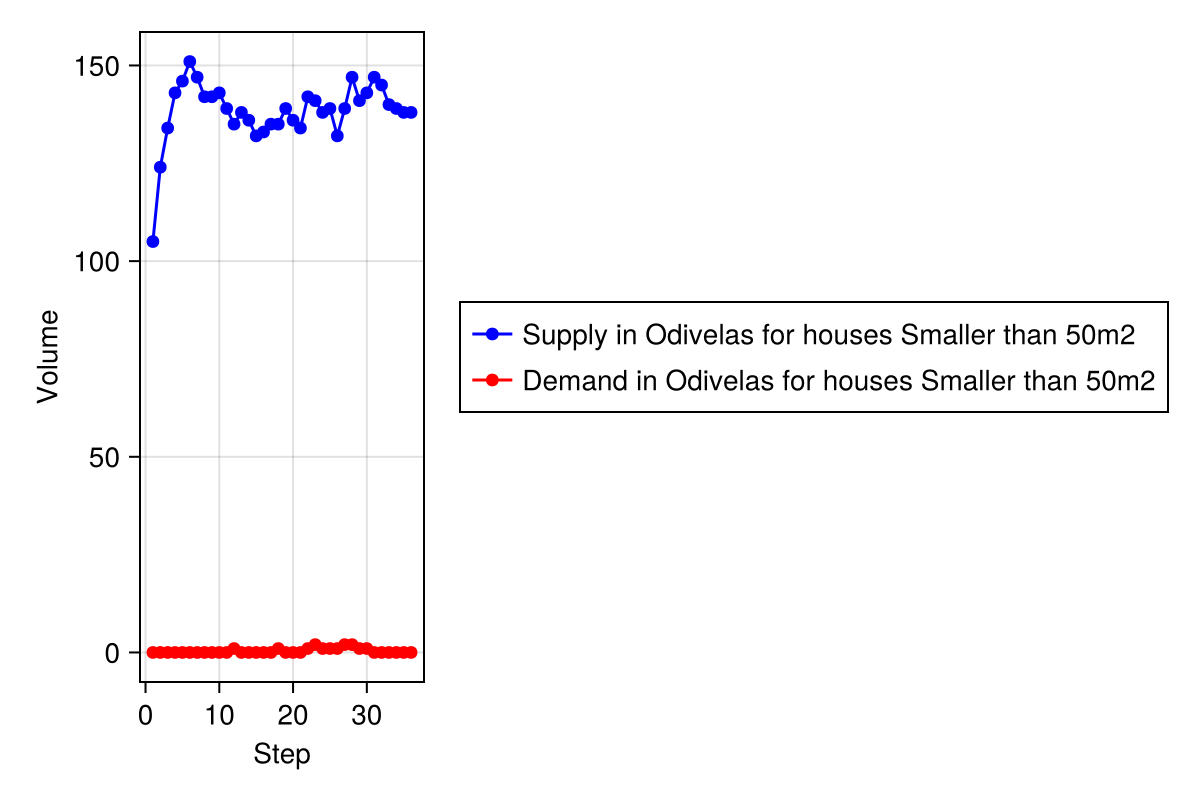 150
100
50
0
Volume
0 10 20 30
Step
Supply in Odivelas for houses Smaller than 50m2
Demand in Odivelas for houses Smaller than 50m2